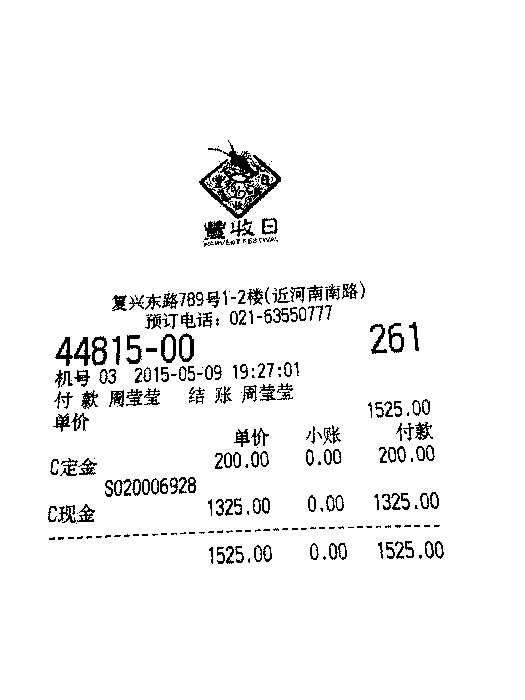 豐收日
HARVEST FESTIVAL
复兴东路789号1-2楼(近河南南路)
预订电话：021-63550777
44815-00 261
机号 03 2015-05-09 19:27:01
付 款 周莹莹 结 账 周莹莹
单价 1525.00
单价 小账 付款
C定金 200.00 0.00 200.00
S020006928
C现金 1325.00 0.00 1325.00
1525.00 0.00 1525.00